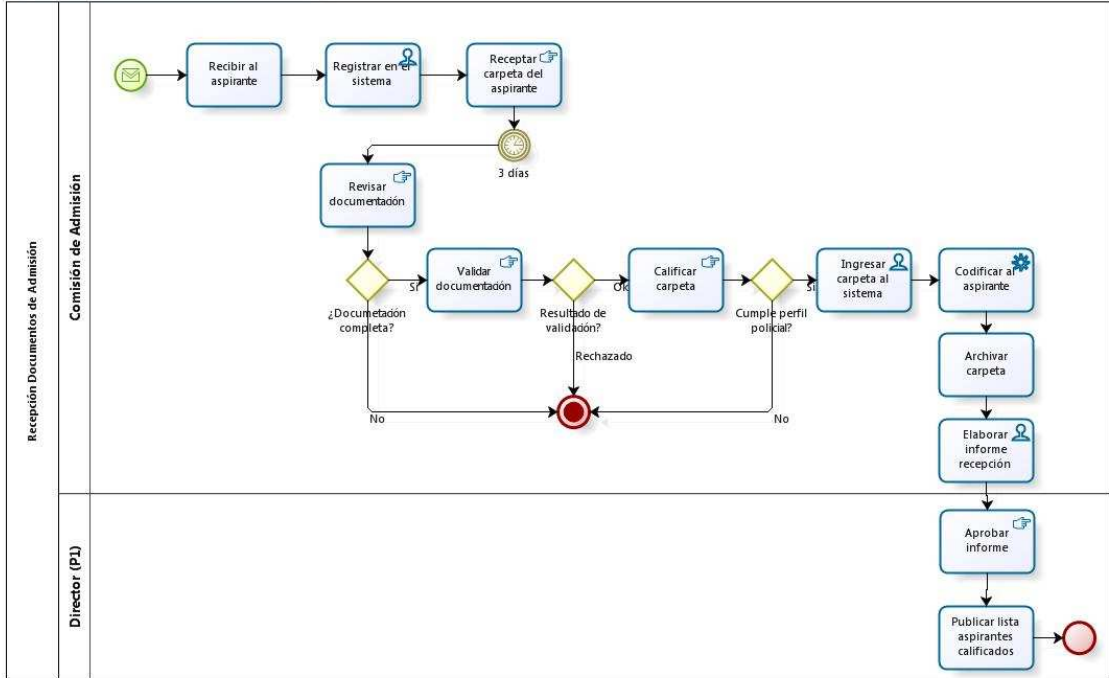 Recepción Documentos de Admisión
Comisión de Admisión
Recibir al
aspirante
Registrar en el
sistema
Receptar
carpeta del
aspirante
3 días
Revisar
documentación
¿Documetación
completa?
Sí
No
Validar
documentación
Resultado de
validación?
Ok
Rechazado
Calificar
carpeta
Cumple perfil
policial?
Si
No
Ingresar
carpeta al
sistema
Codificar al
aspirante
Archivar
carpeta
Elaborar
informe
recepción
Director (P1)
Aprobar
informe
Publicar lista
aspirantes
calificados